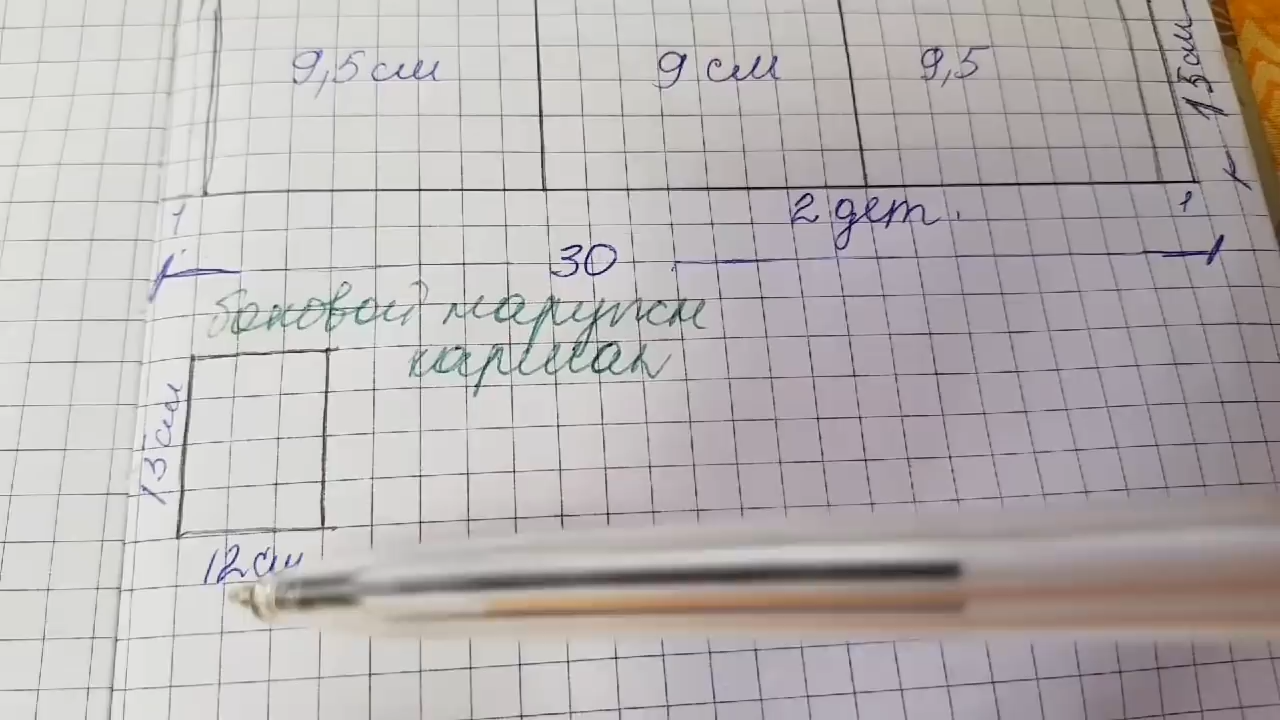 9,5 см 9 см 9,5
15 см
1 2 дет. 1
30
боковой наружн
карман
13 см
12 см